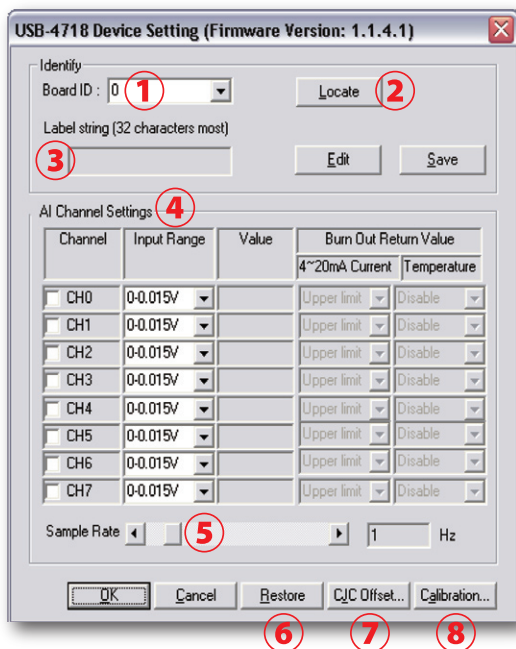 USB-4718 Device Setting (Firmware Version: 1.1.4.1)
Identify
Board ID : 0 1
Locate 2
Label string (32 characters most)
3
Edit Save
AI Channel Settings 4
Channel Input Range Value Burn Out Return Value
4~20mA Current Temperature
CH0 0-0.015V Upper limit Disable
CH1 0-0.015V Upper limit Disable
CH2 0-0.015V Upper limit Disable
CH3 0-0.015V Upper limit Disable
CH4 0-0.015V Upper limit Disable
CH5 0-0.015V Upper limit Disable
CH6 0-0.015V Upper limit Disable
CH7 0-0.015V Upper limit Disable
Sample Rate 5 1 Hz
OK Cancel Restore CJC Offset... Calibration...
6 7 8